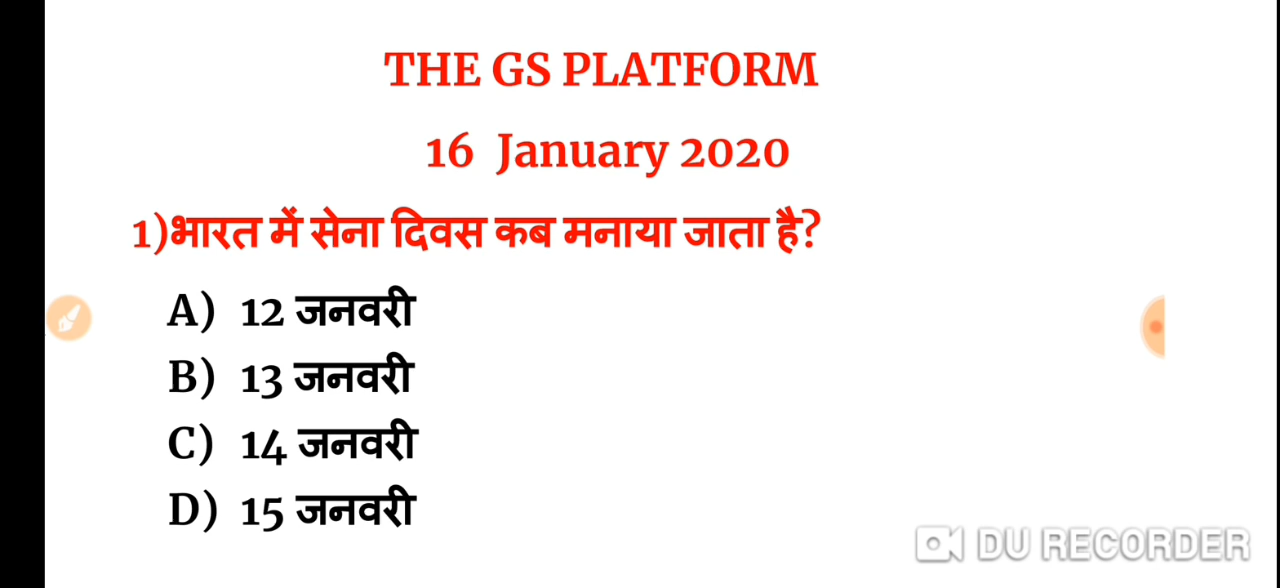 THE GS PLATFORM
16 January 2020
1)भारत में सेना दिवस कब मनाया जाता है?
A) 12 जनवरी
B) 13 जनवरी
C) 14 जनवरी
D) 15 जनवरी
DU RECORDER